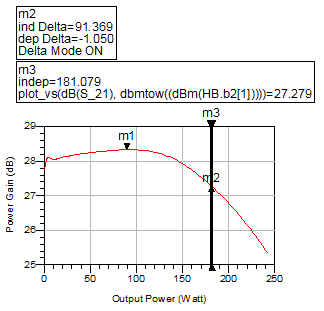 m2
ind Delta=91.369
dep Delta=-1.050
Delta Mode ON
m3
indep=181.079
plot_vs(dB(S_21), dbmtow((dBm(HB.b2[1]))))=27.279
m3
29
m1
28
m2
27
26
25
0 50 100 150 200 250
Power Gain (dB)
Output Power (Watt)